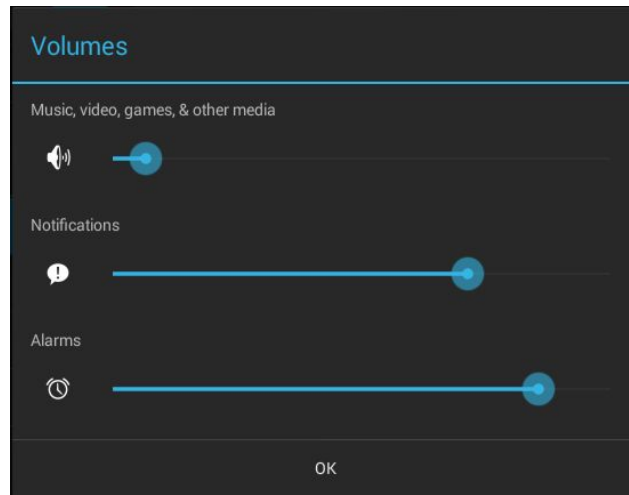 Volumes
Music, video, games, & other media
Notifications
Alarms
OK